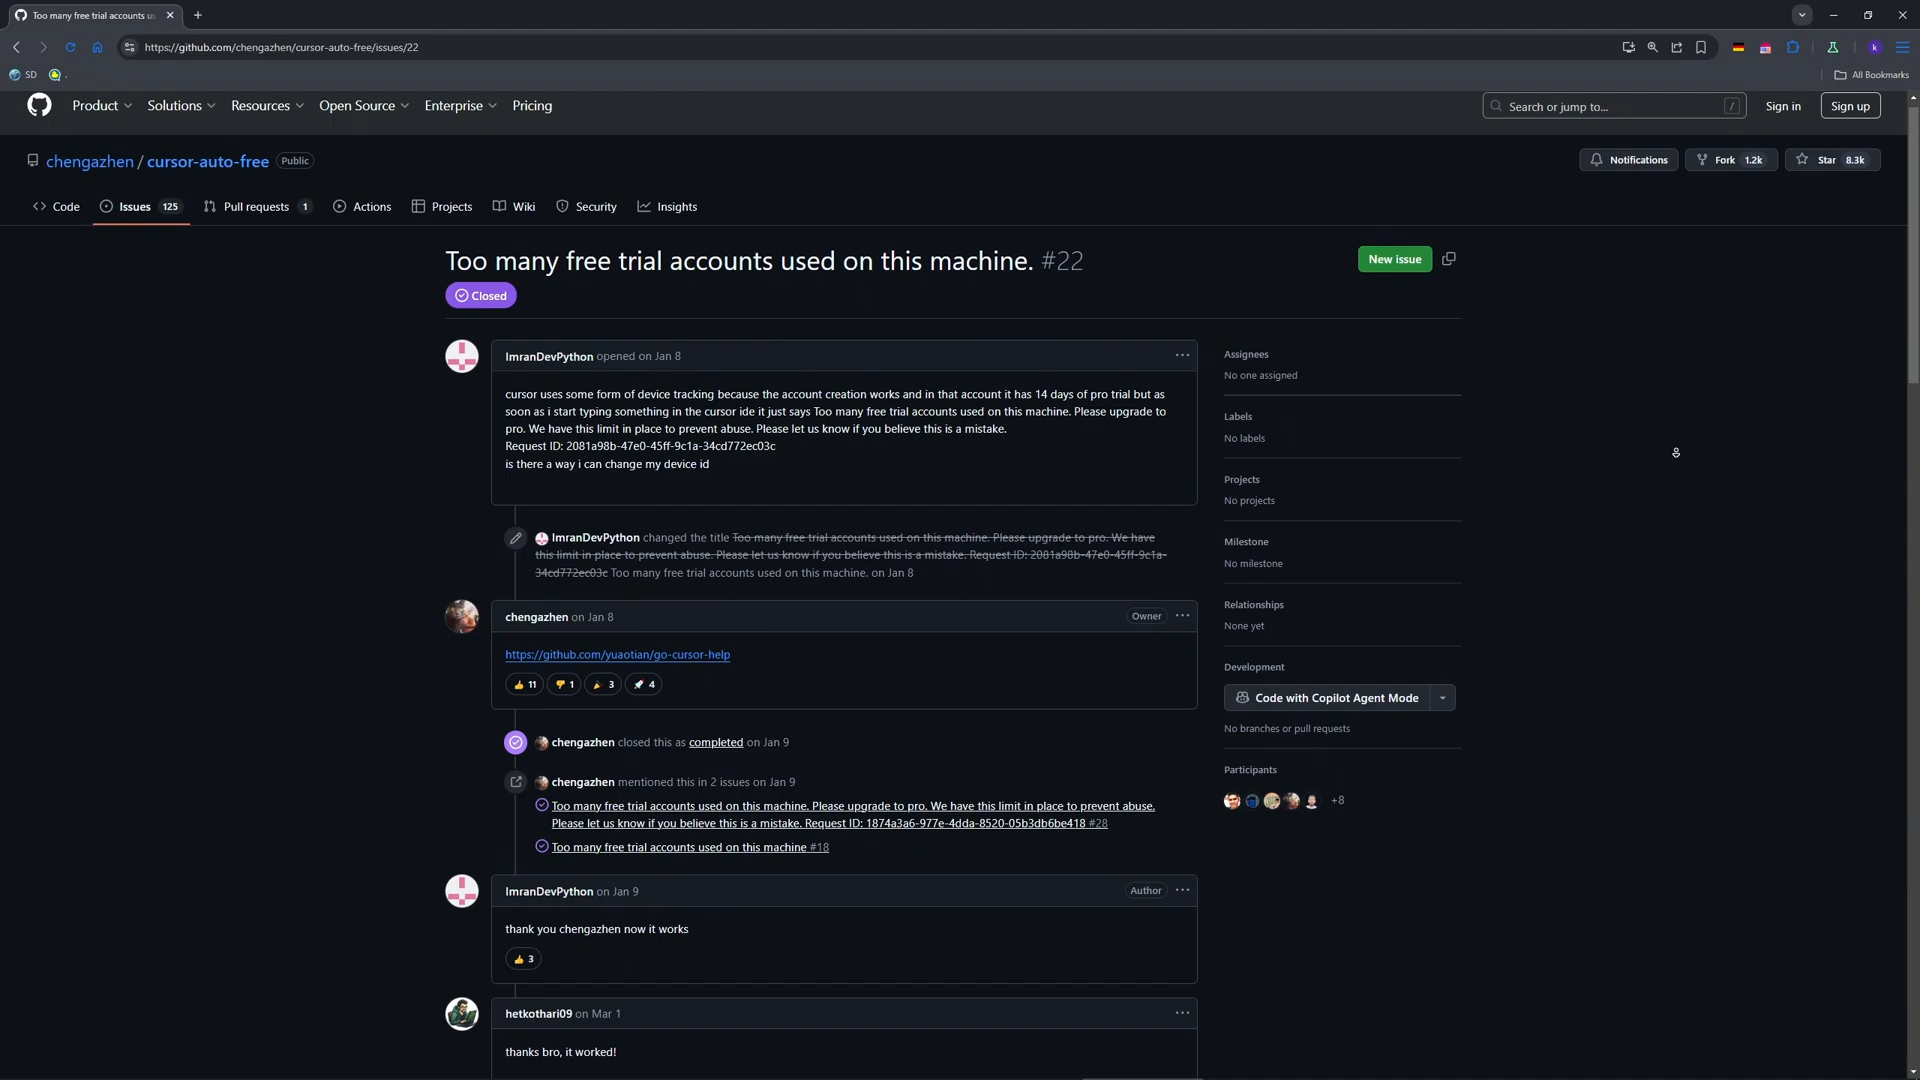 Too many free trial accounts us
https://github.com/chengazhen/cursor-auto-free/issues/22
k
SD
.
All Bookmarks
Product
Solutions
Resources
Open Source
Enterprise
Pricing
Search or jump to...
/
Sign in
Sign up
chengazhen / cursor-auto-free Public
Notifications
Fork 1.2k
Star 8.3k
Code
Issues 125
Pull requests 1
Actions
Projects
Wiki
Security
Insights
Too many free trial accounts used on this machine. #22
New issue
Closed
ImranDevPython opened on Jan 8
cursor uses some form of device tracking because the account creation works and in that account it has 14 days of pro trial but as
soon as i start typing something in the cursor ide it just says Too many free trial accounts used on this machine. Please upgrade to
pro. We have this limit in place to prevent abuse. Please let us know if you believe this is a mistake.
Request ID: 2081a98b-47e0-45ff-9c1a-34cd772ec03c
is there a way i can change my device id
ImranDevPython changed the title Too many free trial accounts used on this machine. Please upgrade to pro. We have
this limit in place to prevent abuse. Please let us know if you believe this is a mistake. Request ID: 2081a98b-47e0-45ff-9c1a-
34cd772ec03c Too many free trial accounts used on this machine. on Jan 8
chengazhen on Jan 8
Owner
https://github.com/yuaotian/go-cursor-help
11
1
3
4
chengazhen closed this as completed on Jan 9
chengazhen mentioned this in 2 issues on Jan 9
Too many free trial accounts used on this machine. Please upgrade to pro. We have this limit in place to prevent abuse.
Please let us know if you believe this is a mistake. Request ID: 1874a3a6-977e-4dda-8520-05b3db6be418 #28
Too many free trial accounts used on this machine #18
ImranDevPython on Jan 9
Author
thank you chengazhen now it works
3
hetkothari09 on Mar 1
thanks bro, it worked!
Assignees
No one assigned
Labels
No labels
Projects
No projects
Milestone
No milestone
Relationships
None yet
Development
Code with Copilot Agent Mode
No branches or pull requests
Participants
+8